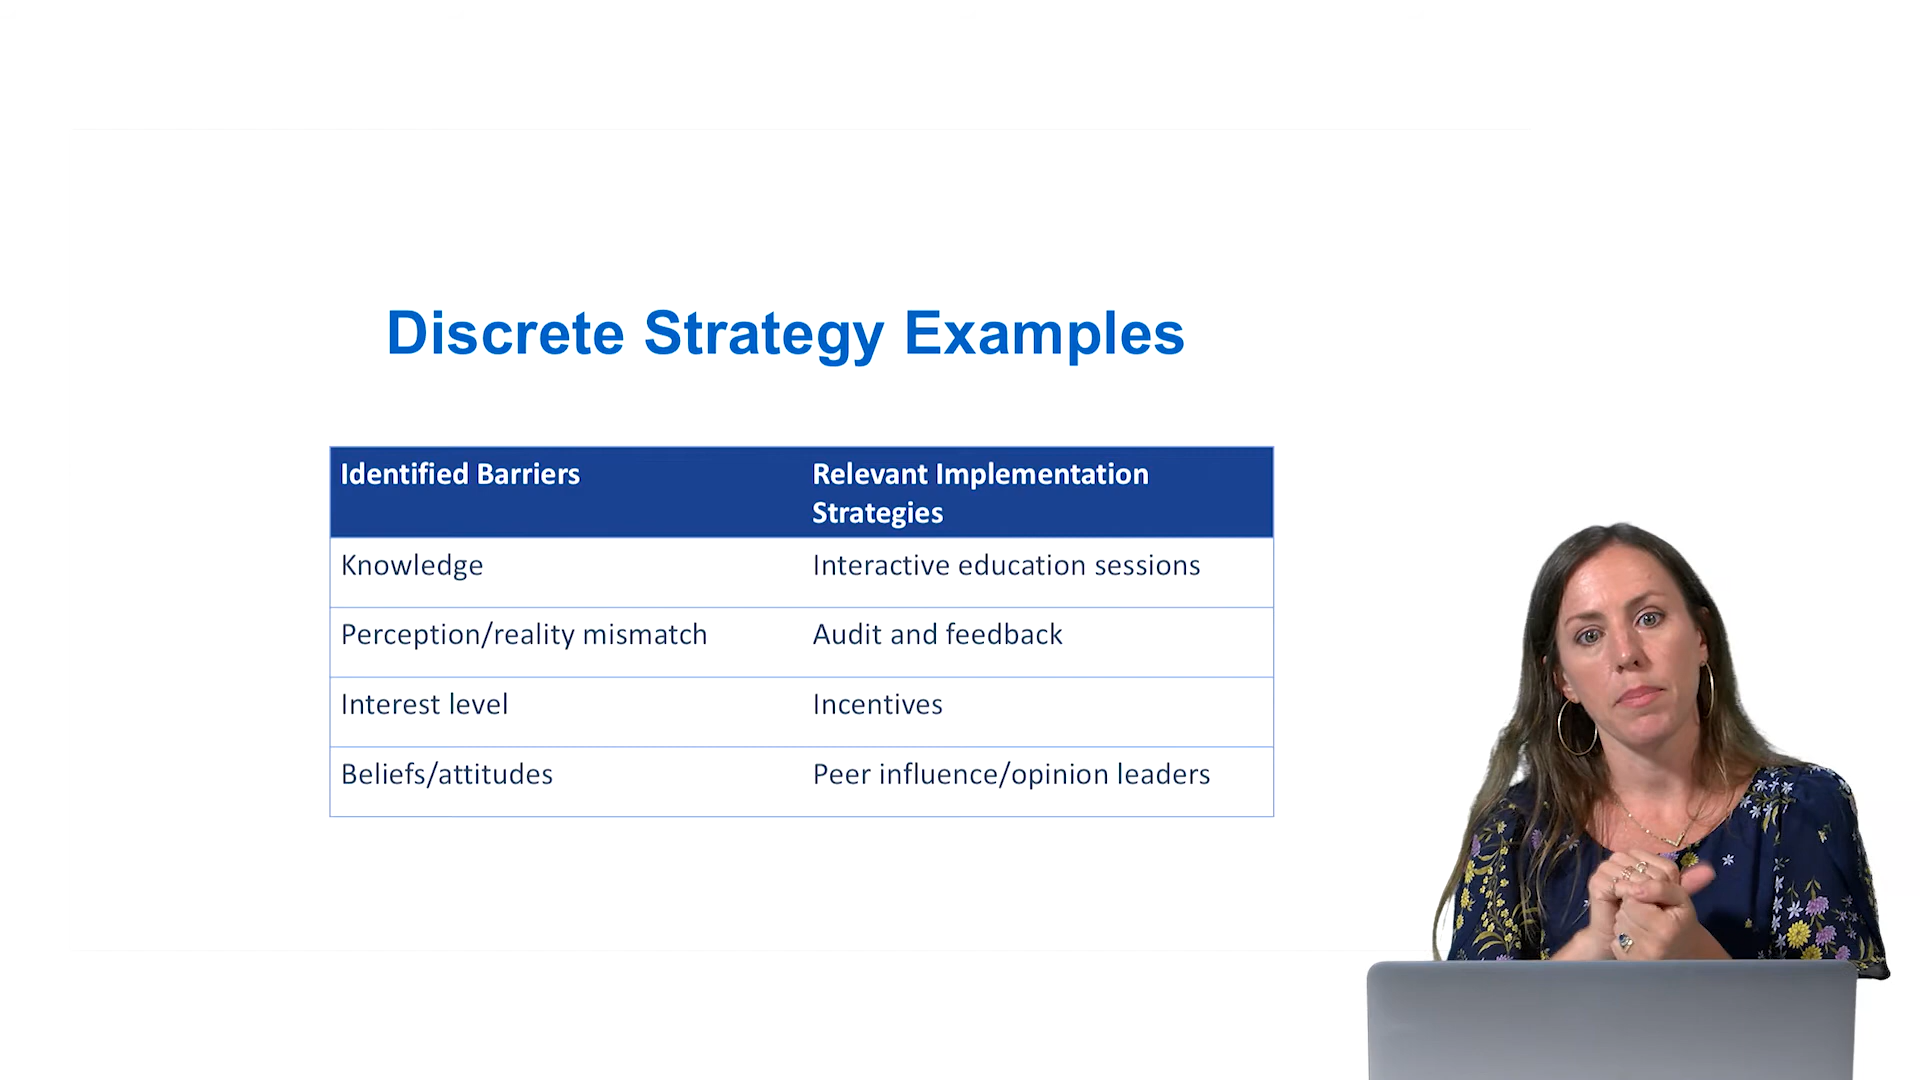 Discrete Strategy Examples
Identified Barriers
Relevant Implementation
Strategies
Knowledge
Interactive education sessions
Perception/reality mismatch
Audit and feedback
Interest level
Incentives
Beliefs/attitudes
Peer influence/opinion leaders